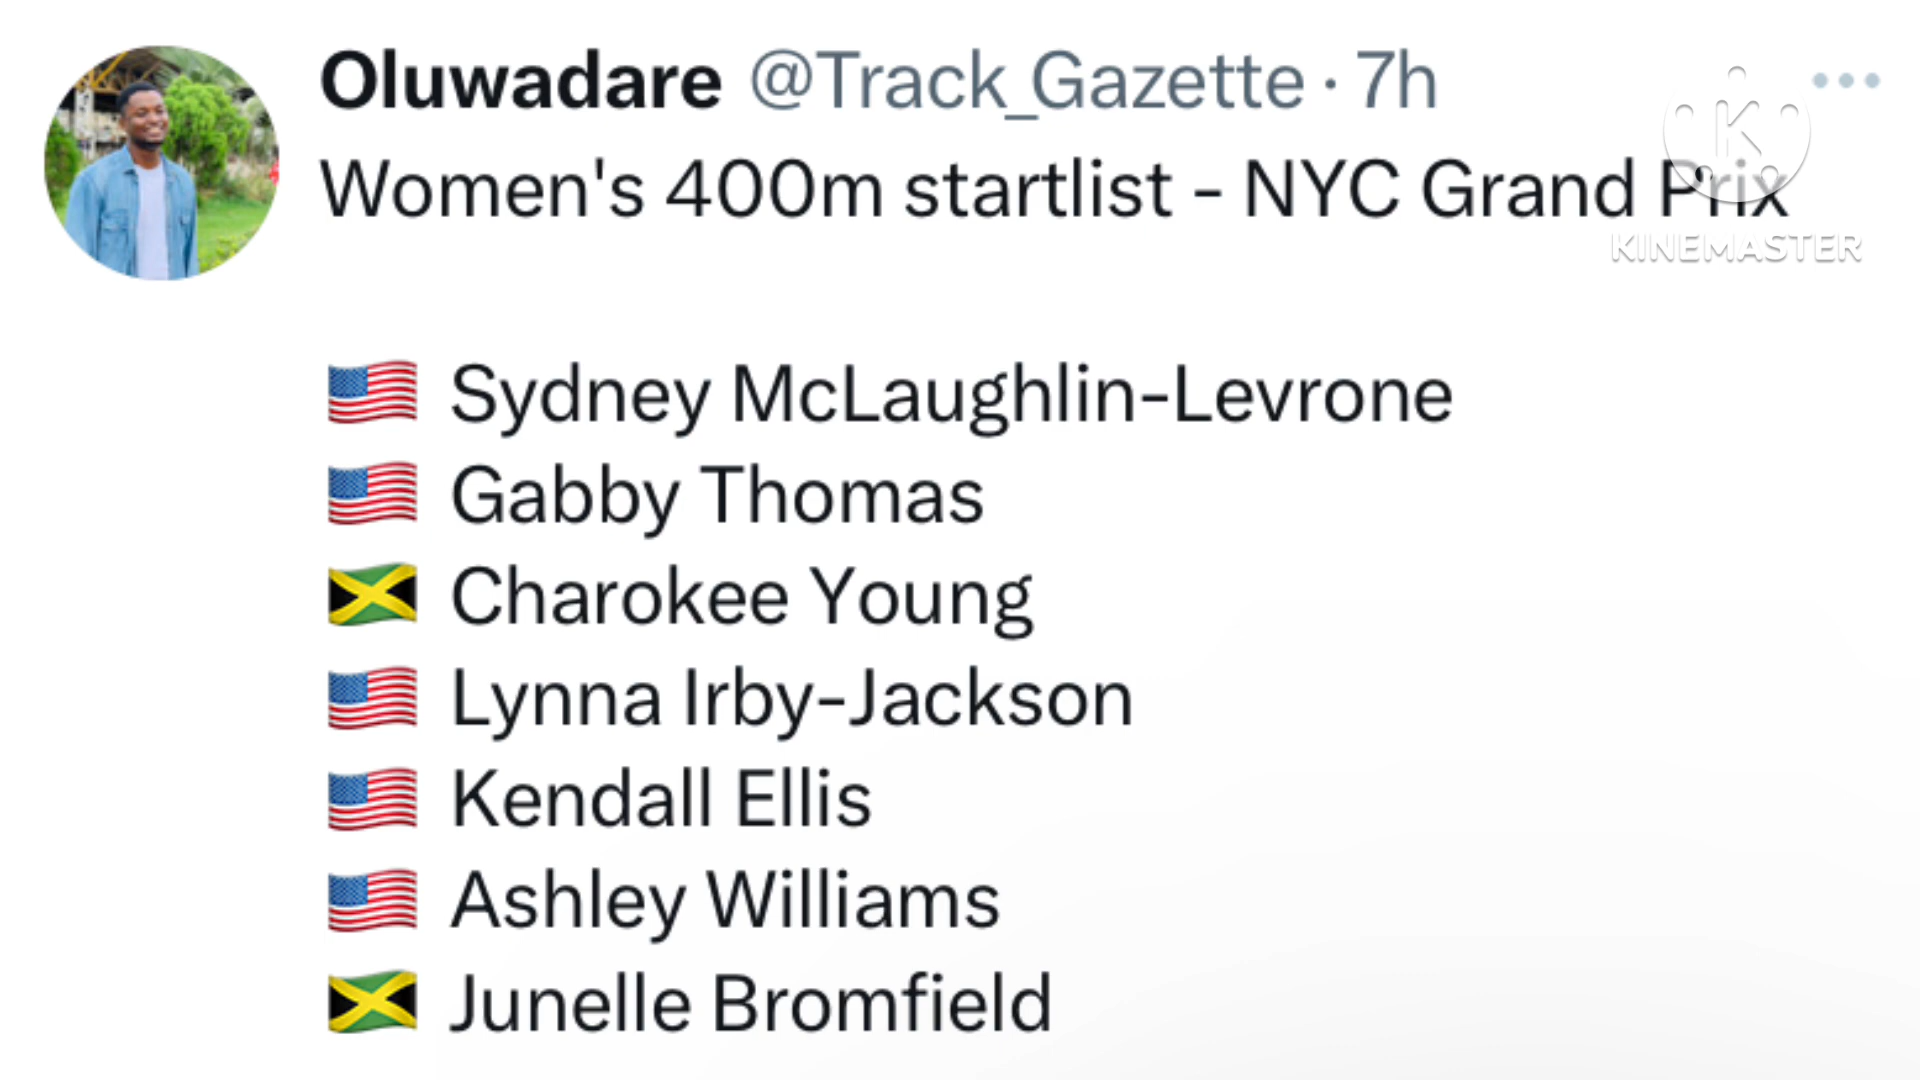 Oluwadare @Track_Gazette · 7h
Women's 400m startlist - NYC Grand Prix
K
KINEMASTER
🇺🇸 Sydney McLaughlin-Levrone
🇺🇸 Gabby Thomas
🇯🇲 Charokee Young
🇺🇸 Lynna Irby-Jackson
🇺🇸 Kendall Ellis
🇺🇸 Ashley Williams
🇯🇲 Junelle Bromfield